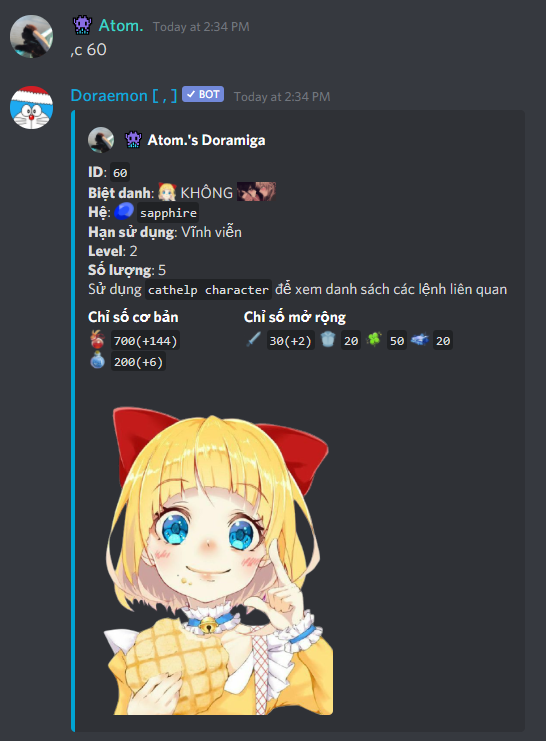 Atom. Today at 2:34 PM
,c 60
Doraemon [ , ] ✓ BOT Today at 2:34 PM
Atom.'s Doramiga
ID: 60
Biệt danh: KHÔNG
Hệ: sapphire
Hạn sử dụng: Vĩnh viễn
Level: 2
Số lượng: 5
Sử dụng cathelp character để xem danh sách các lệnh liên quan
Chỉ số cơ bản
700(+144)
200(+6)
Chỉ số mở rộng
30(+2) 20 50 20